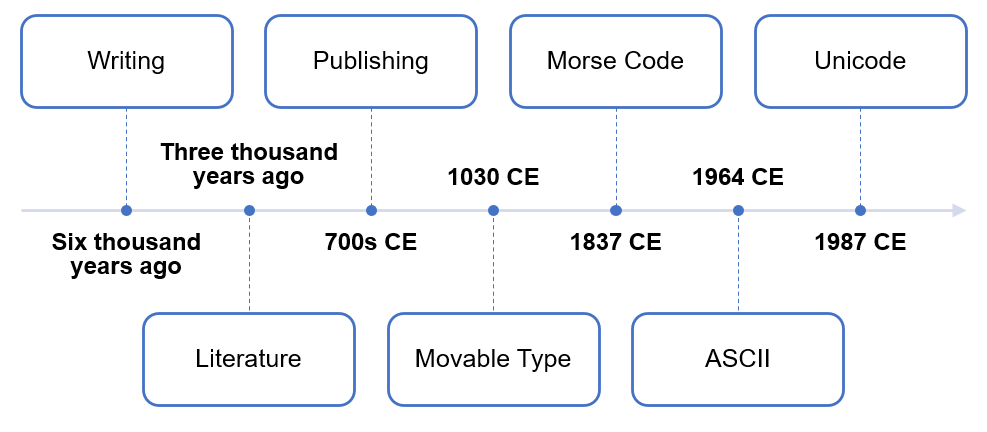 Writing
Publishing
Morse Code
Unicode
Three thousand
years ago
1030 CE
1964 CE
Six thousand
years ago
700s CE
1837 CE
1987 CE
Literature
Movable Type
ASCII